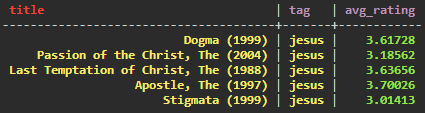 title | tag | avg_rating
Dogma (1999) | jesus | 3.61728
Passion of the Christ, The (2004) | jesus | 3.18562
Last Temptation of Christ, The (1988) | jesus | 3.63656
Apostle, The (1997) | jesus | 3.70026
Stigmata (1999) | jesus | 3.01413